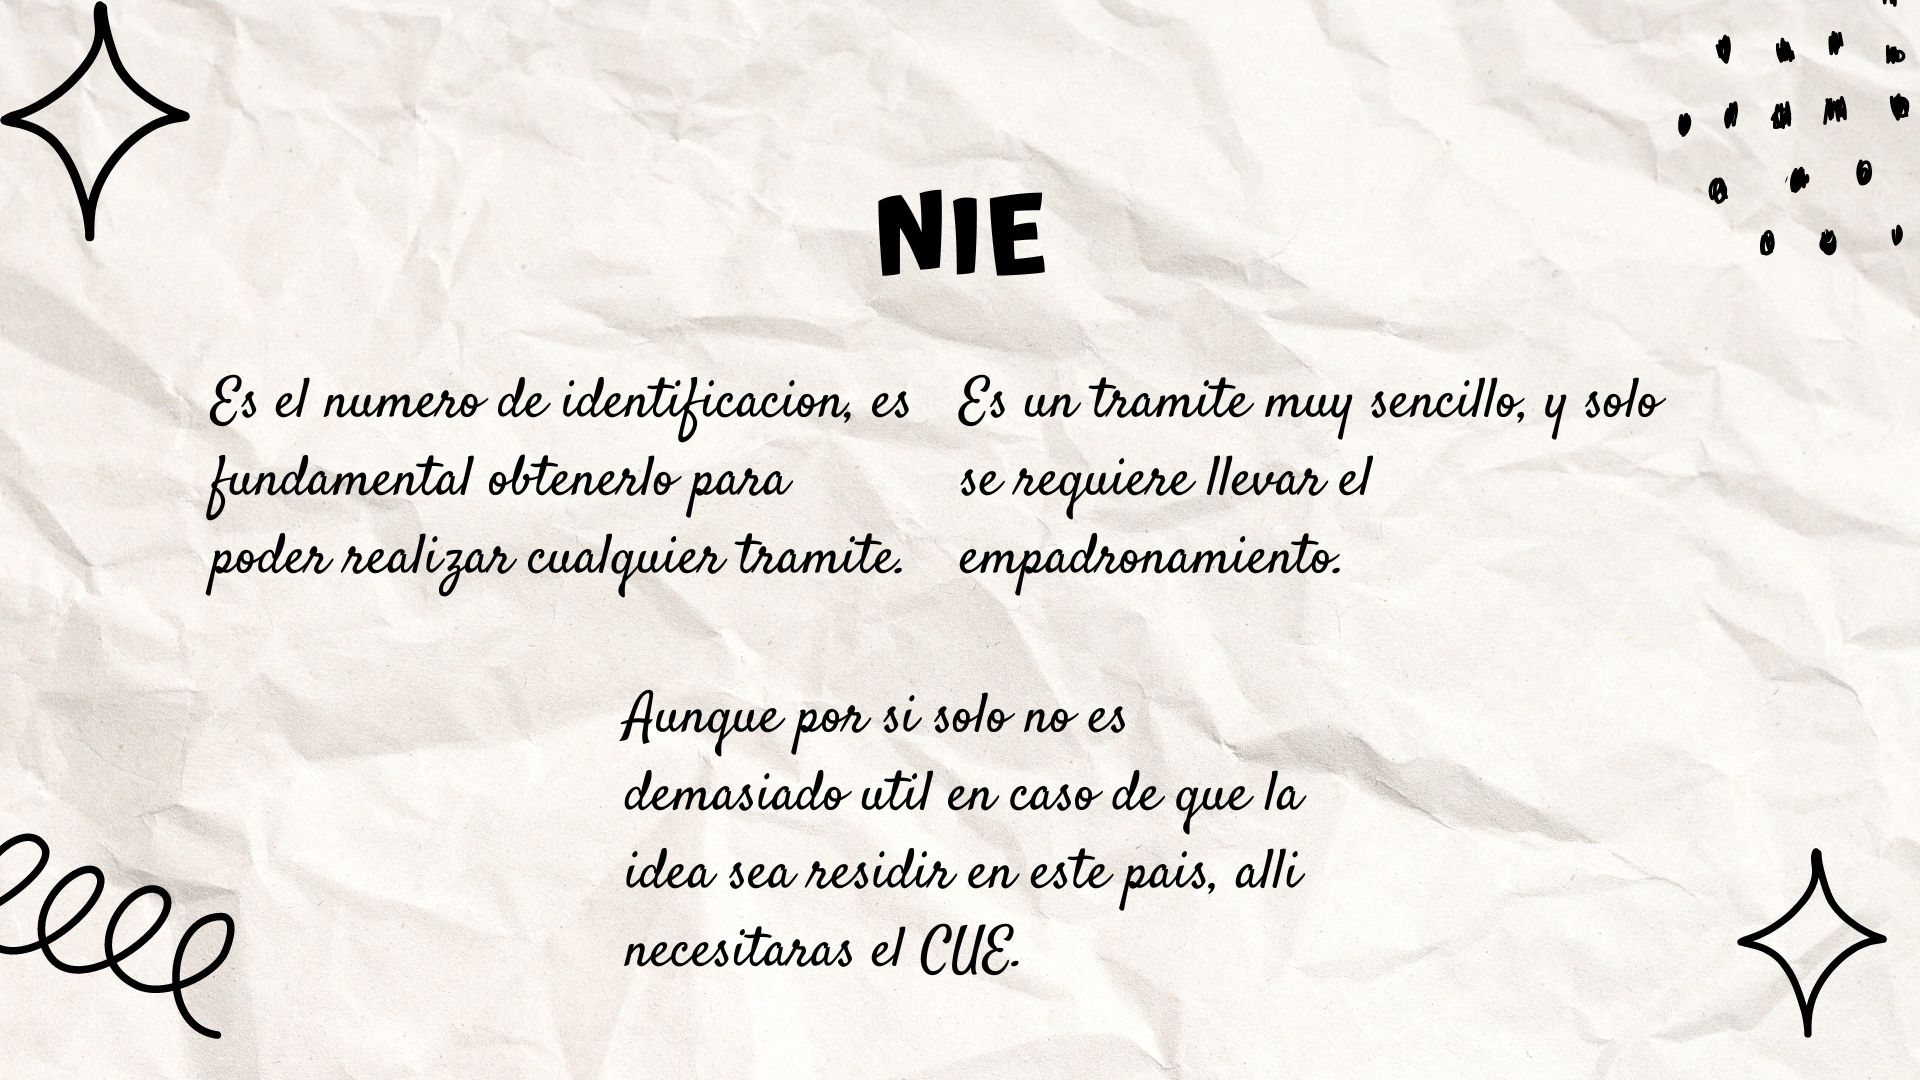 NIE
Es el numero de identificacion, es
fundamental obtenerlo para
poder realizar cualquier tramite.
Es un tramite muy sencillo, y solo
se requiere llevar el
empadronamiento.
Aunque por si solo no es
demasiado util en caso de que la
idea sea residir en este pais, alli
necesitaras el CUE.